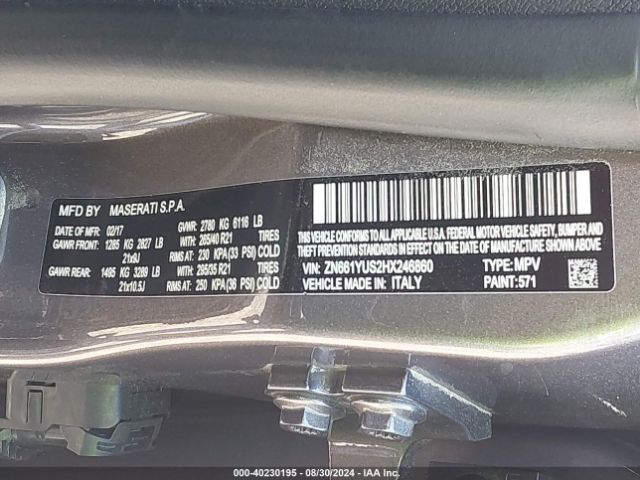 MFD BY MASERATI S.P.A.
DATE OF MFR: 02/17 GVWR: 2780 KG 6116 LB
GAWR FRONT: 1285 KG 2827 LB WITH: 265/40 R21 TIRES
21x9J RIMS AT: 230 KPA(33 PSI) COLD
GAWR REAR: 1495 KG 3289 LB WITH: 295/35 R21 TIRES
21x10.5J RIMS AT: 250 KPA(36 PSI) COLD
THIS VEHICLE CONFORMS TO ALL APPLICABLE U.S.A. FEDERAL MOTOR VEHICLE SAFETY, BUMPER AND
THEFT PREVENTION STANDARDS IN EFFECT ON THE DATE OF MANUFACTURE SHOWN ABOVE.
VIN: ZN661YUS2HX246860 TYPE: MPV
VEHICLE MADE IN: ITALY PAINT:571
000-40230195 - 08/30/2024 - IAA Inc.